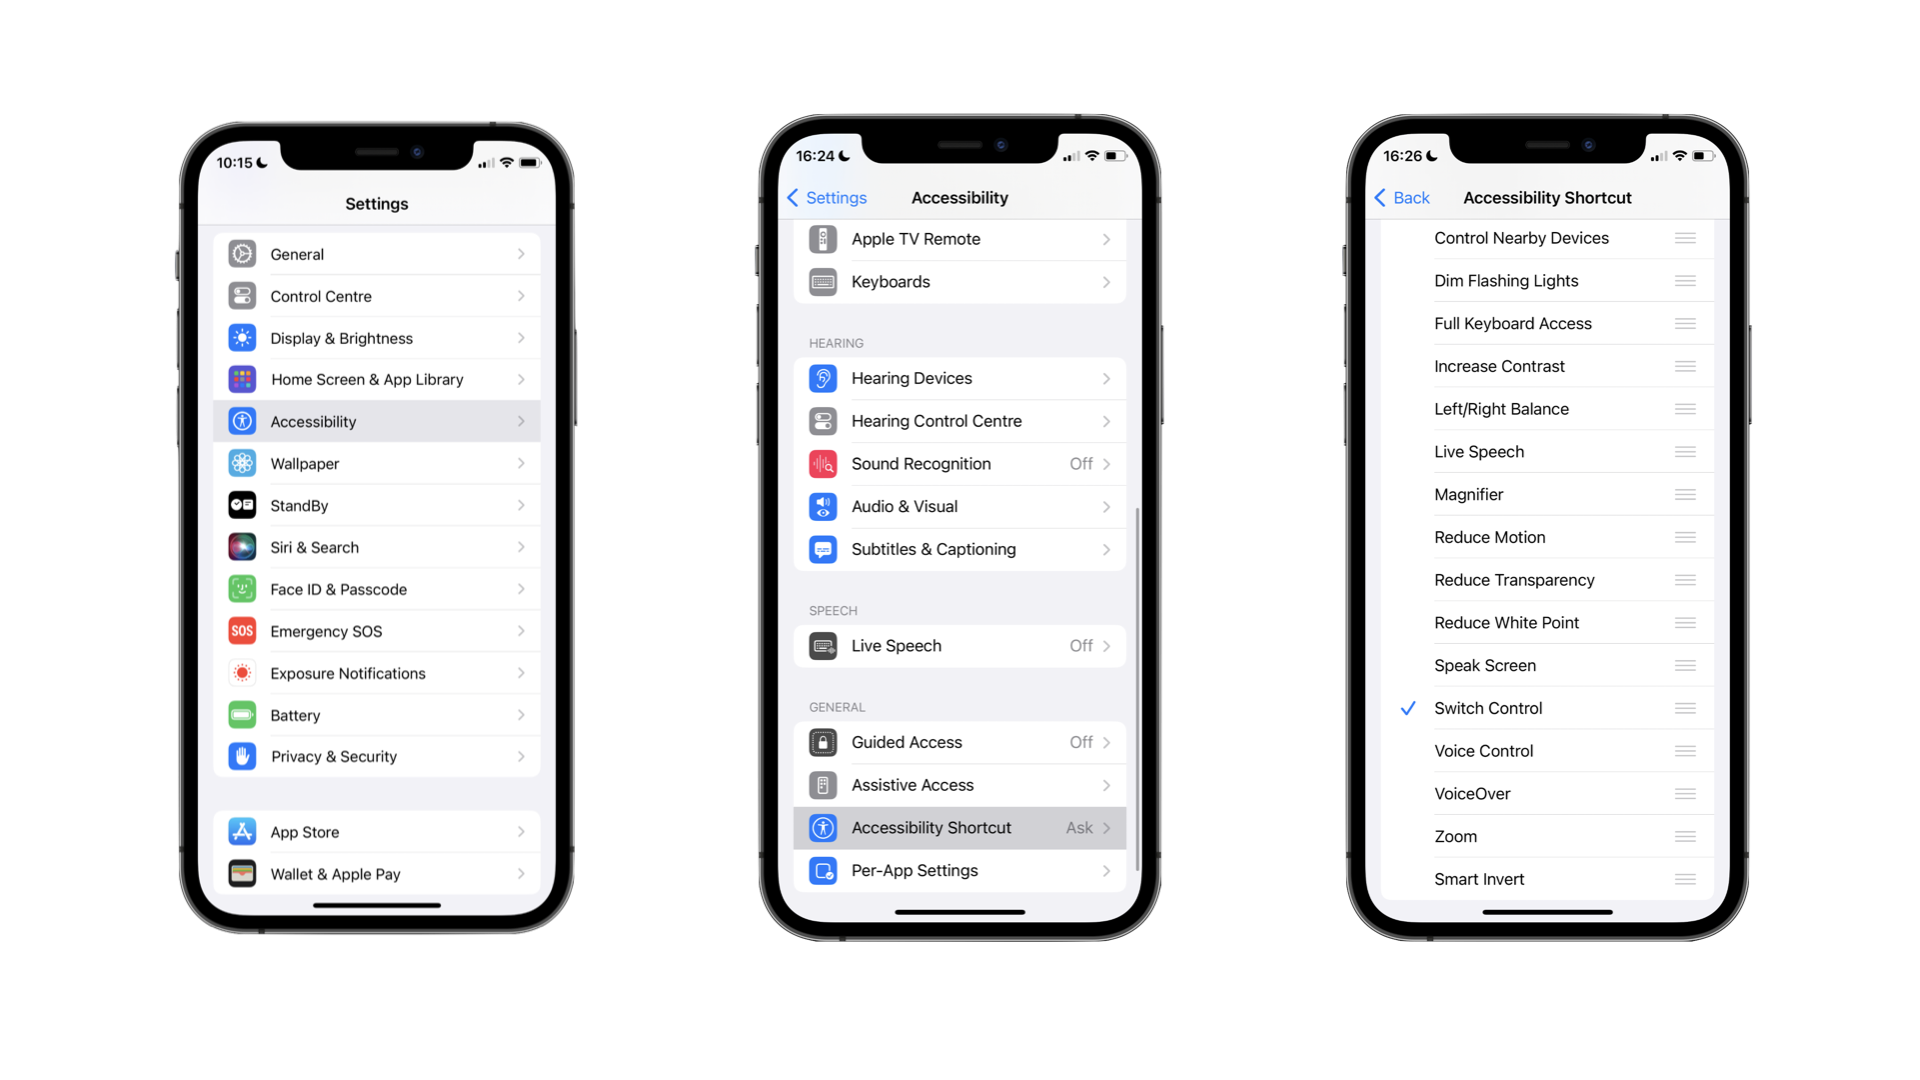 10:15
Settings
General
Control Centre
Display & Brightness
Home Screen & App Library
Accessibility
Wallpaper
StandBy
Siri & Search
Face ID & Passcode
SOS Emergency SOS
Exposure Notifications
Battery
Privacy & Security
App Store
Wallet & Apple Pay
16:24
Settings Accessibility
Apple TV Remote
Keyboards
HEARING
Hearing Devices
Hearing Control Centre
Sound Recognition Off
Audio & Visual
Subtitles & Captioning
SPEECH
Live Speech Off
GENERAL
Guided Access Off
Assistive Access
Accessibility Shortcut Ask
Per-App Settings
16:26
Back Accessibility Shortcut
Control Nearby Devices
Dim Flashing Lights
Full Keyboard Access
Increase Contrast
Left/Right Balance
Live Speech
Magnifier
Reduce Motion
Reduce Transparency
Reduce White Point
Speak Screen
Switch Control
Voice Control
VoiceOver
Zoom
Smart Invert